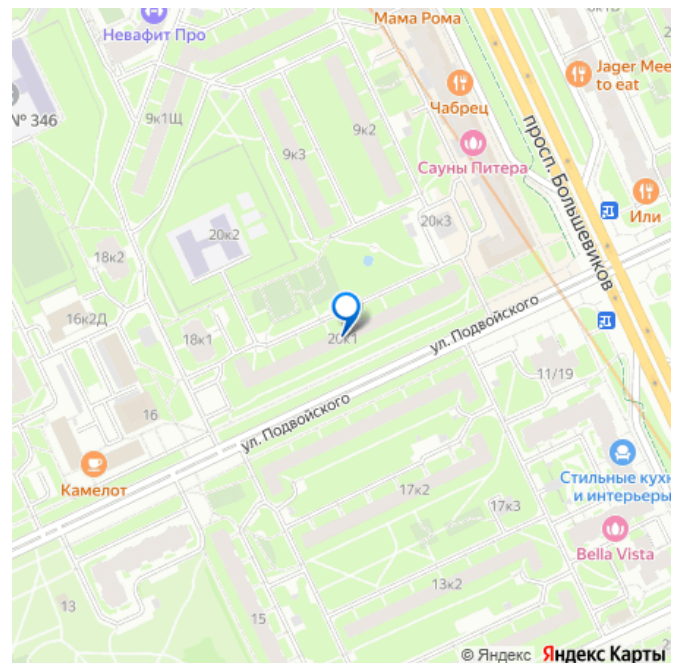 Мама Рома
Невафит Про
Jager Mee
to eat
№ 346
9к1Щ
9к2
Чабрец
9к3
Сауны Питера
просп. Большевиков
Или
20к3
20к2
18к2
16к2Д
18к1
20к1
ул. Подвойского
11/19
16
ул. Подвойского
Камелот
Стильные кухн
и интерьеры
17к2
17к3
Bella Vista
13к2
13
15
© Яндекс Яндекс Карты